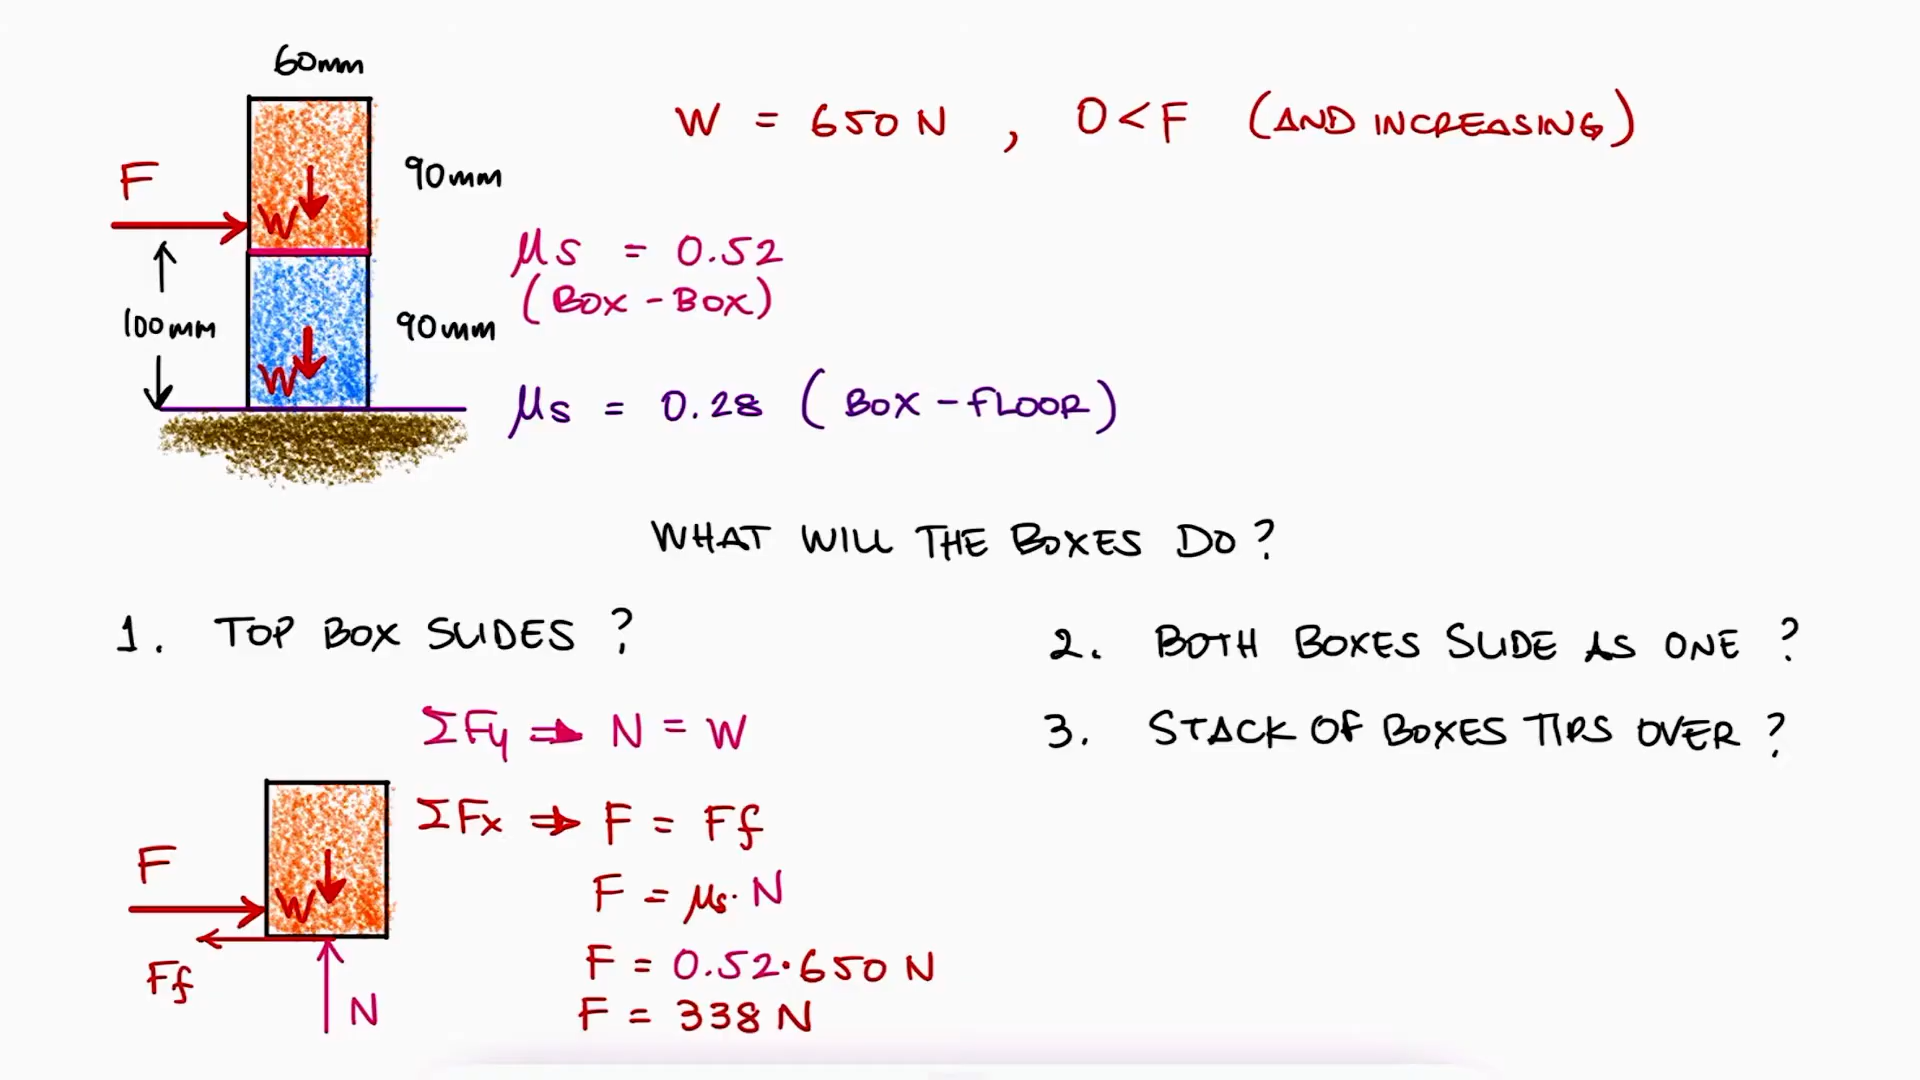 60mm
W = 650 N , 0 < F (AND INCREASING)
F
W
90mm
μs = 0.52
(BOX - BOX)
100mm
W
90mm
μs = 0.28 (BOX - FLOOR)
WHAT WILL THE BOXES DO?
1. TOP BOX SLIDES ?
2. BOTH BOXES SLIDE AS ONE ?
3. STACK OF BOXES TIPS OVER ?
ΣFy ⇒ N = W
ΣFx ⇒ F = Ff
F = μs · N
F = 0.52 · 650 N
F = 338 N
F
W
Ff
N